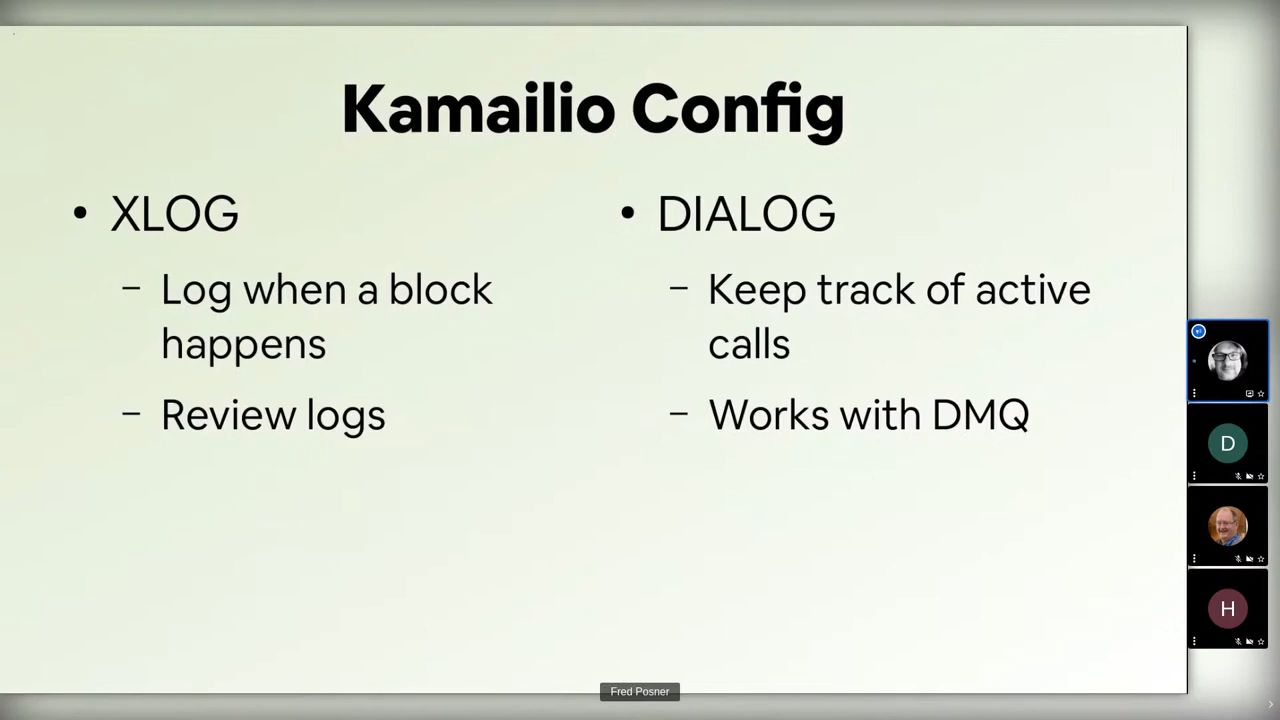 Kamailio Config
• XLOG
– Log when a block
happens
– Review logs
• DIALOG
– Keep track of active
calls
– Works with DMQ
D
H
Fred Posner